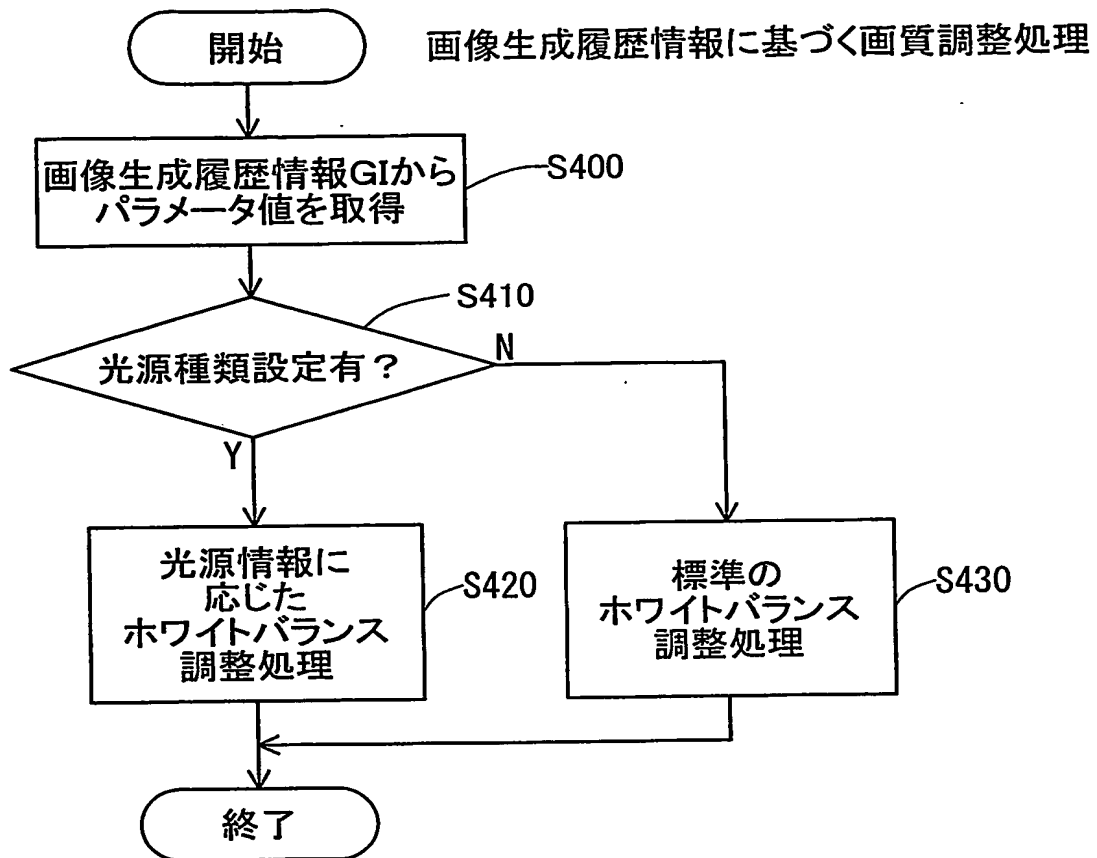 開始
画像生成履歴情報に基づく画質調整処理
画像生成履歴情報GIから
パラメータ値を取得
S400
S410
光源種類設定有？
N
Y
光源情報に
応じた
ホワイトバランス
調整処理
S420
標準の
ホワイトバランス
調整処理
S430
終了